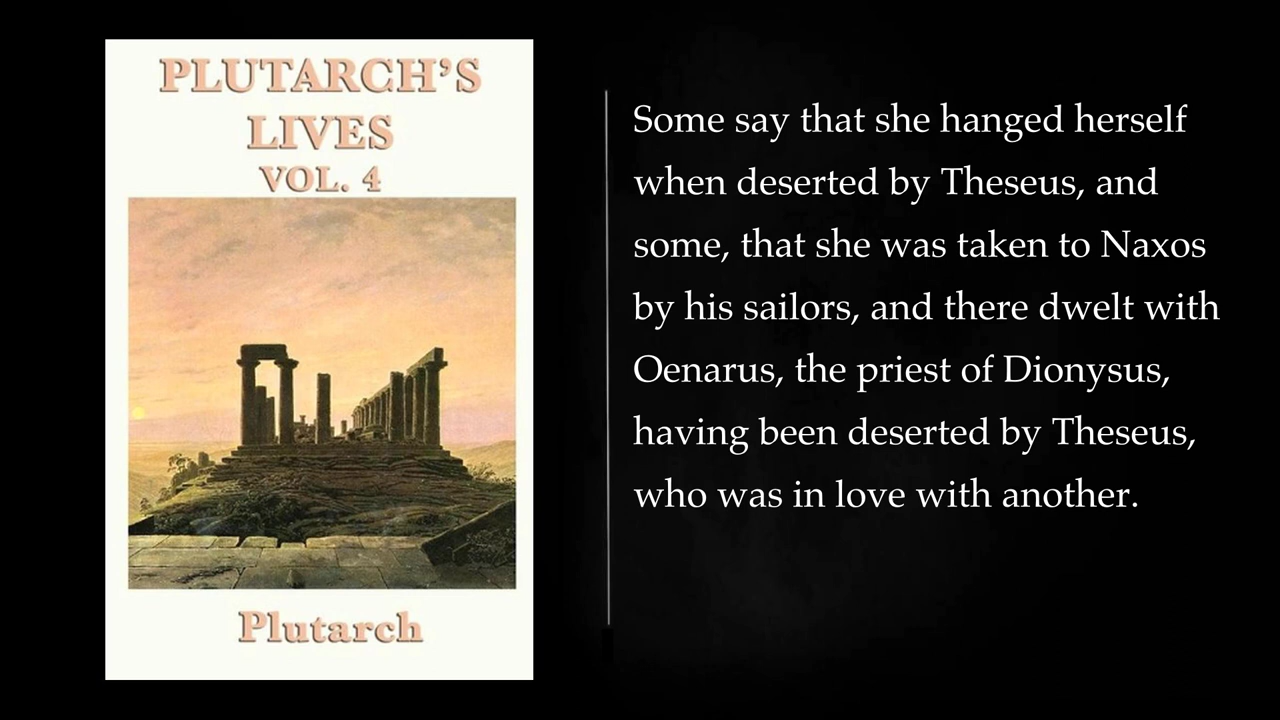 PLUTARCH'S
LIVES
VOL. 4
Plutarch
Some say that she hanged herself
when deserted by Theseus, and
some, that she was taken to Naxos
by his sailors, and there dwelt with
Oenarus, the priest of Dionysus,
having been deserted by Theseus,
who was in love with another.